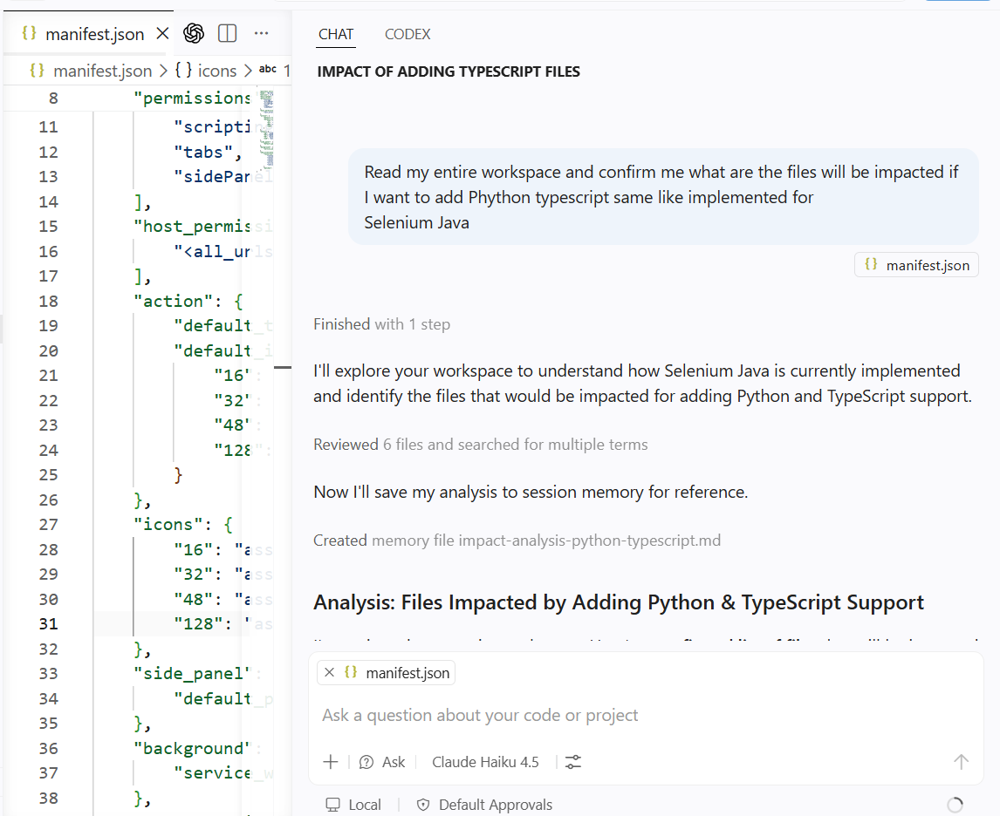 {} manifest.json
{} manifest.json > {} icons > abc 1
8 "permissions
11 "scripti
12 "tabs",
13 "sidePanel
14 ],
15 "host_permissi
16 "<all_urls
17 ],
18 "action": {
19 "default_t
20 "default_i
21 "16":
22 "32":
23 "48":
24 "128":
25 }
26 },
27 "icons": {
28 "16": "ass
29 "32": "ass
30 "48": "ass
31 "128": "as
32 },
33 "side_panel":
34 "default_p
35 },
36 "background":
37 "service_w
38 },
CHAT CODEX
IMPACT OF ADDING TYPESCRIPT FILES
Read my entire workspace and confirm me what are the files will be impacted if
I want to add Phython typescript same like implemented for
Selenium Java
{} manifest.json
Finished with 1 step
I'll explore your workspace to understand how Selenium Java is currently implemented
and identify the files that would be impacted for adding Python and TypeScript support.
Reviewed 6 files and searched for multiple terms
Now I'll save my analysis to session memory for reference.
Created memory file impact-analysis-python-typescript.md
Analysis: Files Impacted by Adding Python & TypeScript Support
{} manifest.json
Ask a question about your code or project
Ask
Claude Haiku 4.5
Local
Default Approvals